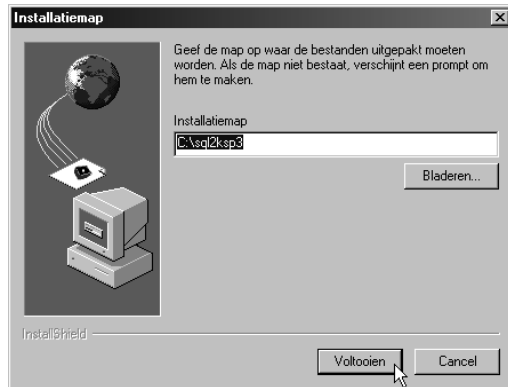 Installatiemap
Geef de map op waar de bestanden uitgepakt moeten
worden. Als de map niet bestaat, verschijnt een prompt om
hem te maken.
Installatiemap
C:\sql2ksp3
Bladeren...
InstallShield
Voltooien
Cancel